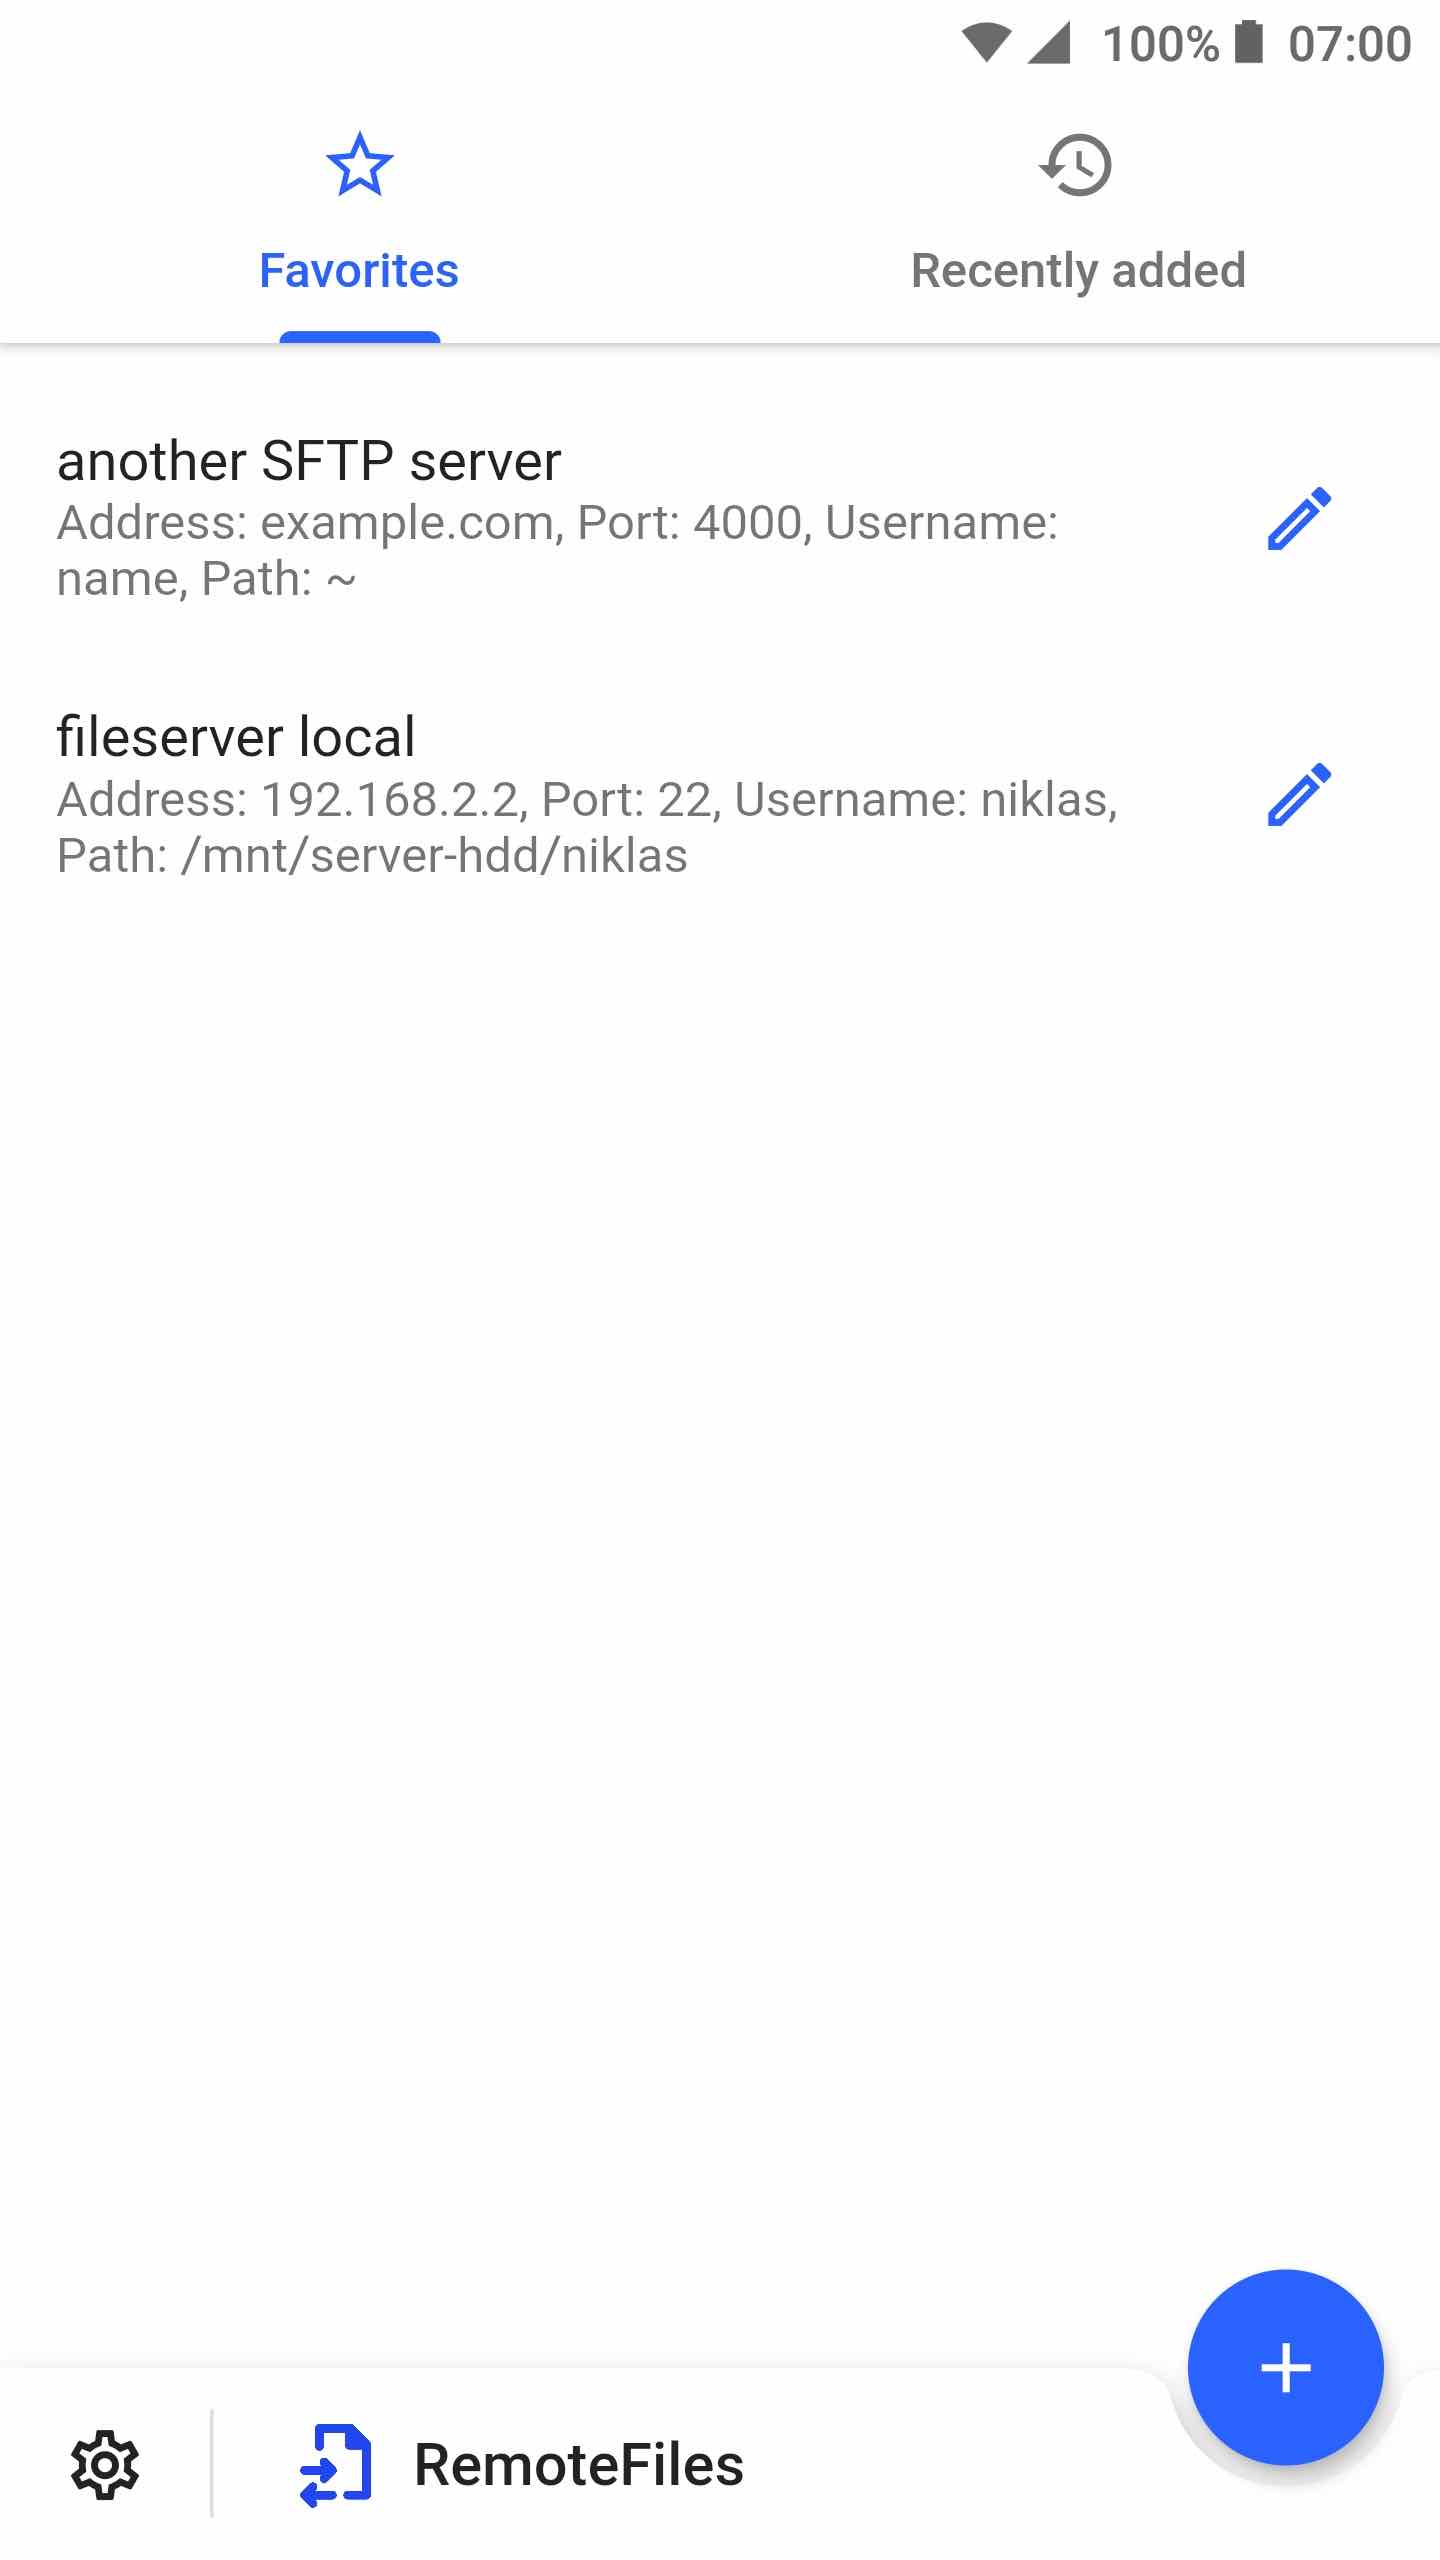 100% 07:00
Favorites
Recently added
another SFTP server
Address: example.com, Port: 4000, Username:
name, Path: ~
fileserver local
Address: 192.168.2.2, Port: 22, Username: niklas,
Path: /mnt/server-hdd/niklas
RemoteFiles